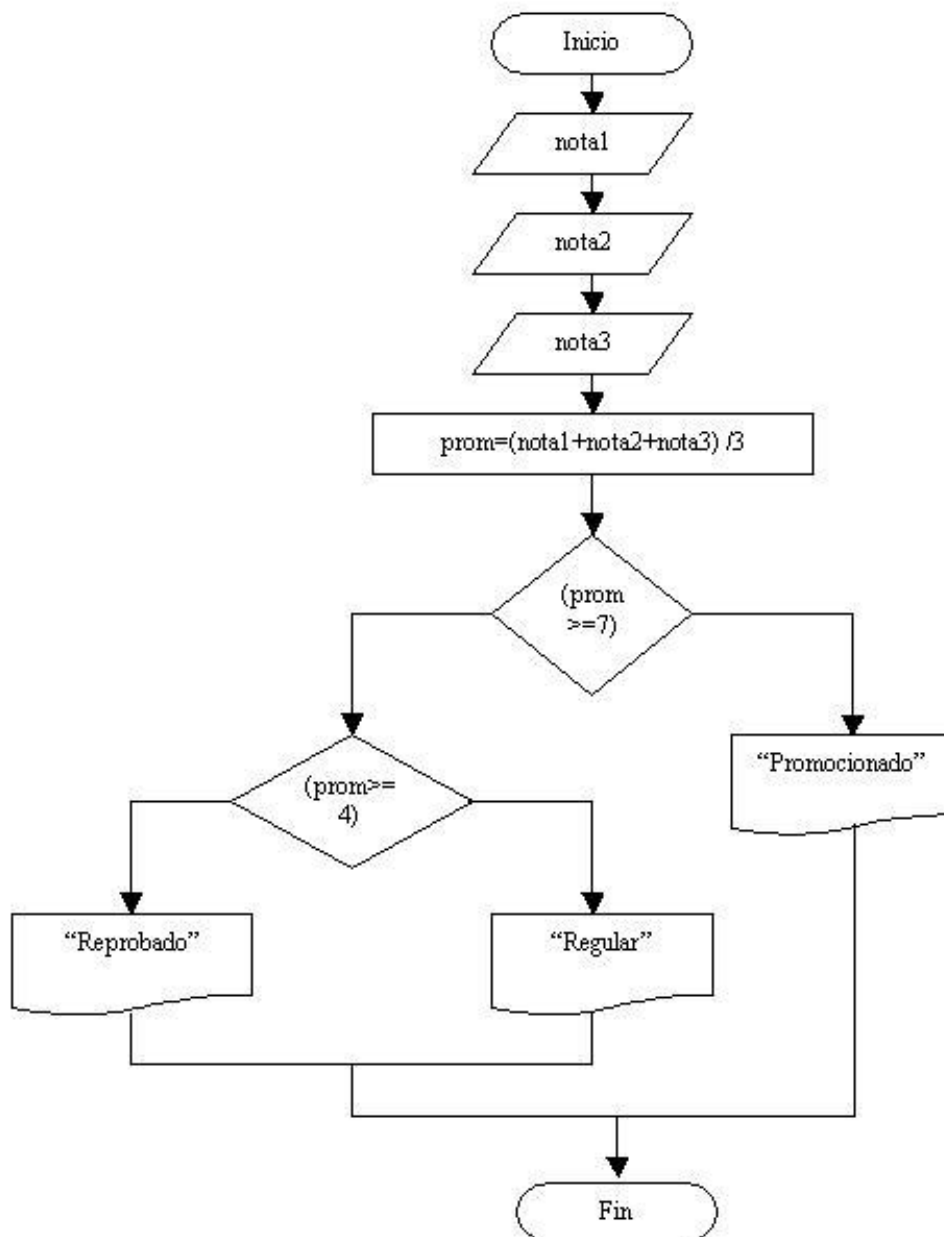 Inicio
nota1
nota2
nota3
prom=(nota1+nota2+nota3) /3
(prom
>=7)
“Promocionado”
(prom>=
4)
“Reprobado”
“Regular”
Fin